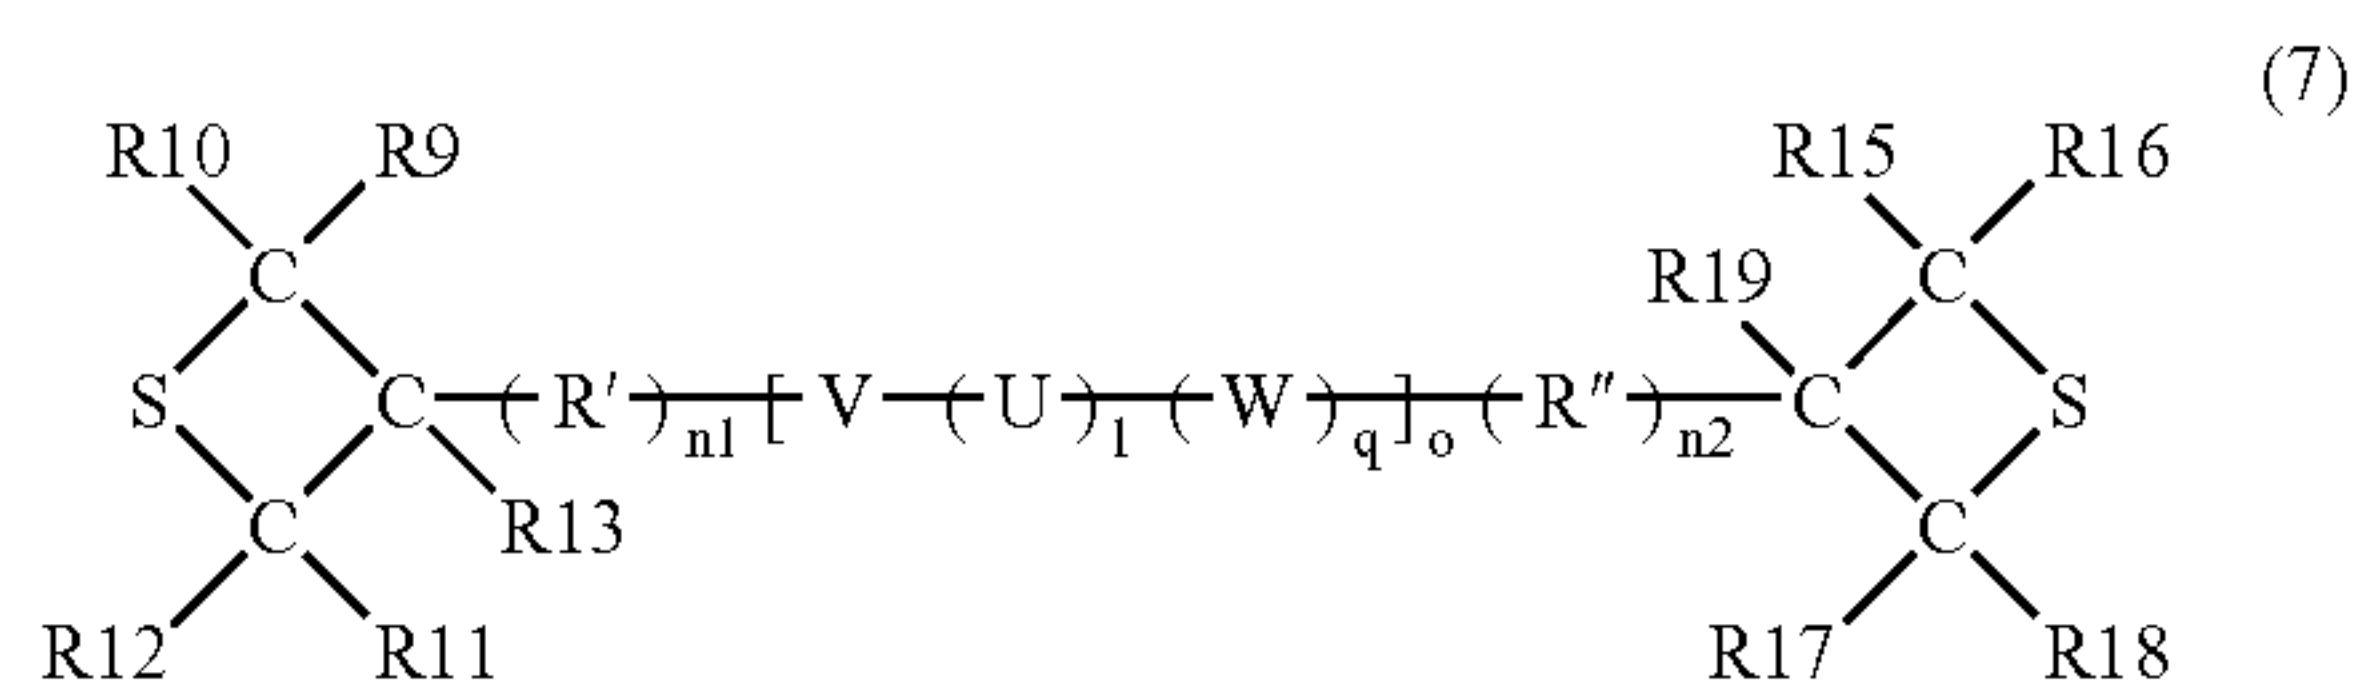 (7)
R10 R9 R15 R16
C R19 C
S C ( R′ )n1 [ V ( U )l ( W )q ]o ( R″ )n2 C S
C R13 C
R12 R11 R17 R18